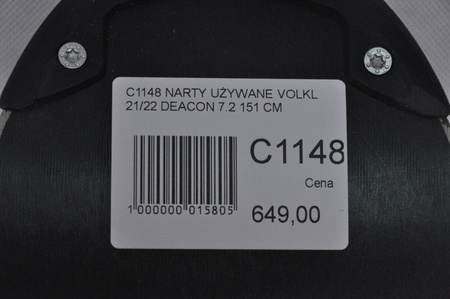 C1148 NARTY UŻYWANE VOLKL
21/22 DEACON 7.2 151 CM
C1148
Cena
1 000000 015805
649,00